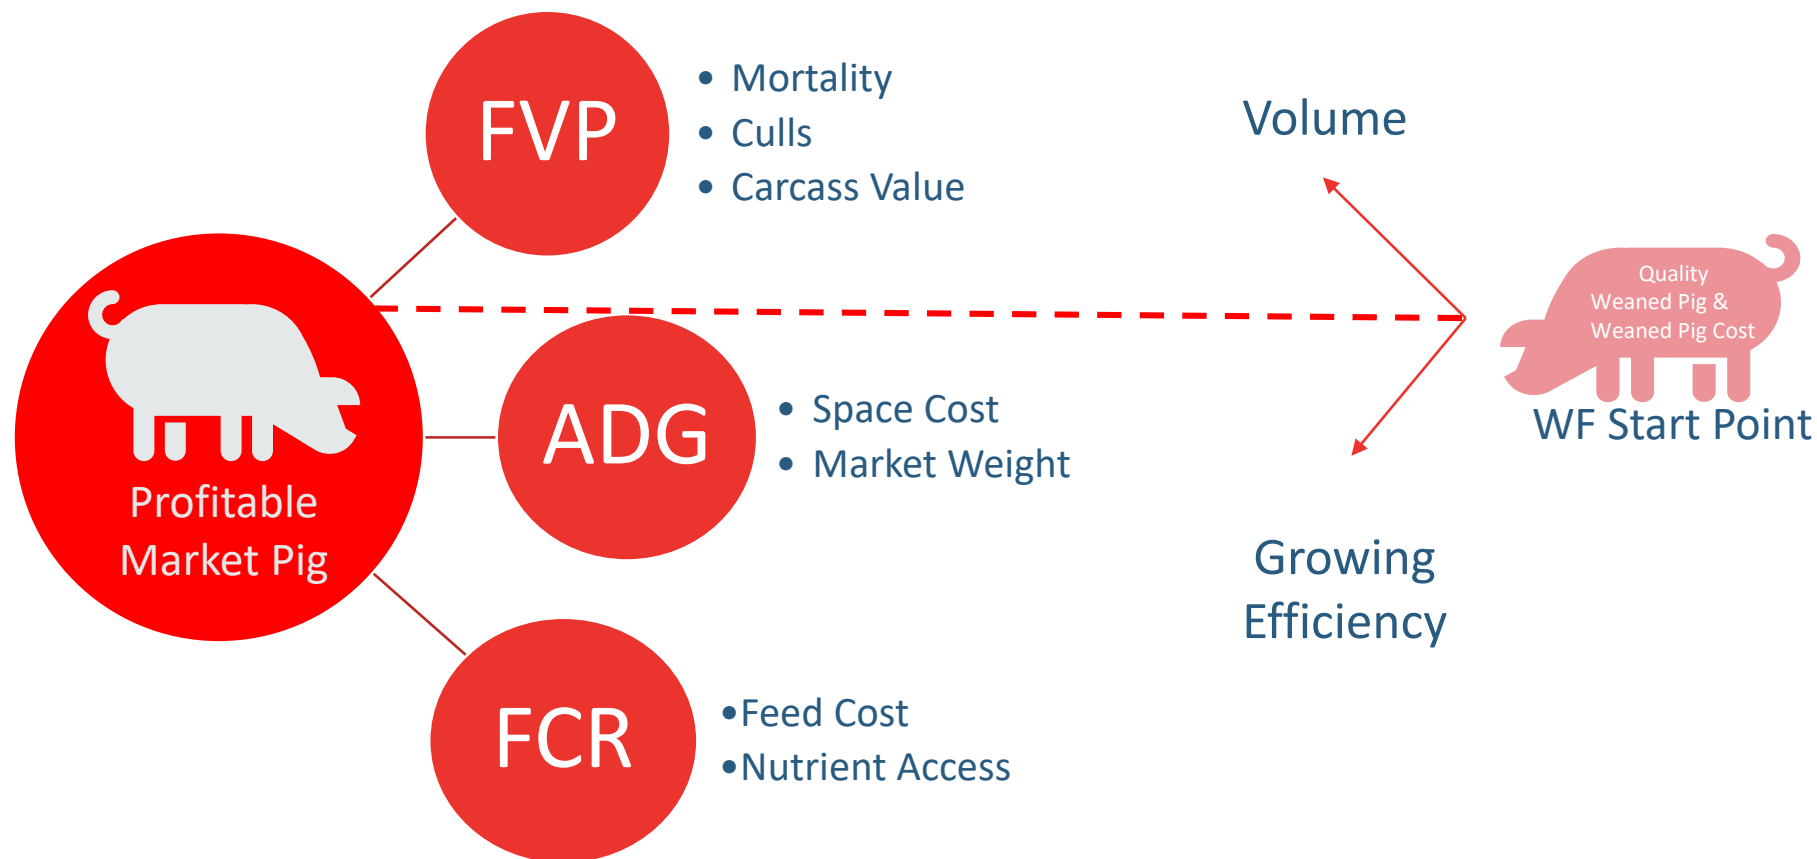 FVP
• Mortality
• Culls
• Carcass Value
Volume
Profitable
Market Pig
ADG
• Space Cost
• Market Weight
Quality
Weaned Pig &
Weaned Pig Cost
WF Start Point
Growing
Efficiency
FCR
•Feed Cost
•Nutrient Access